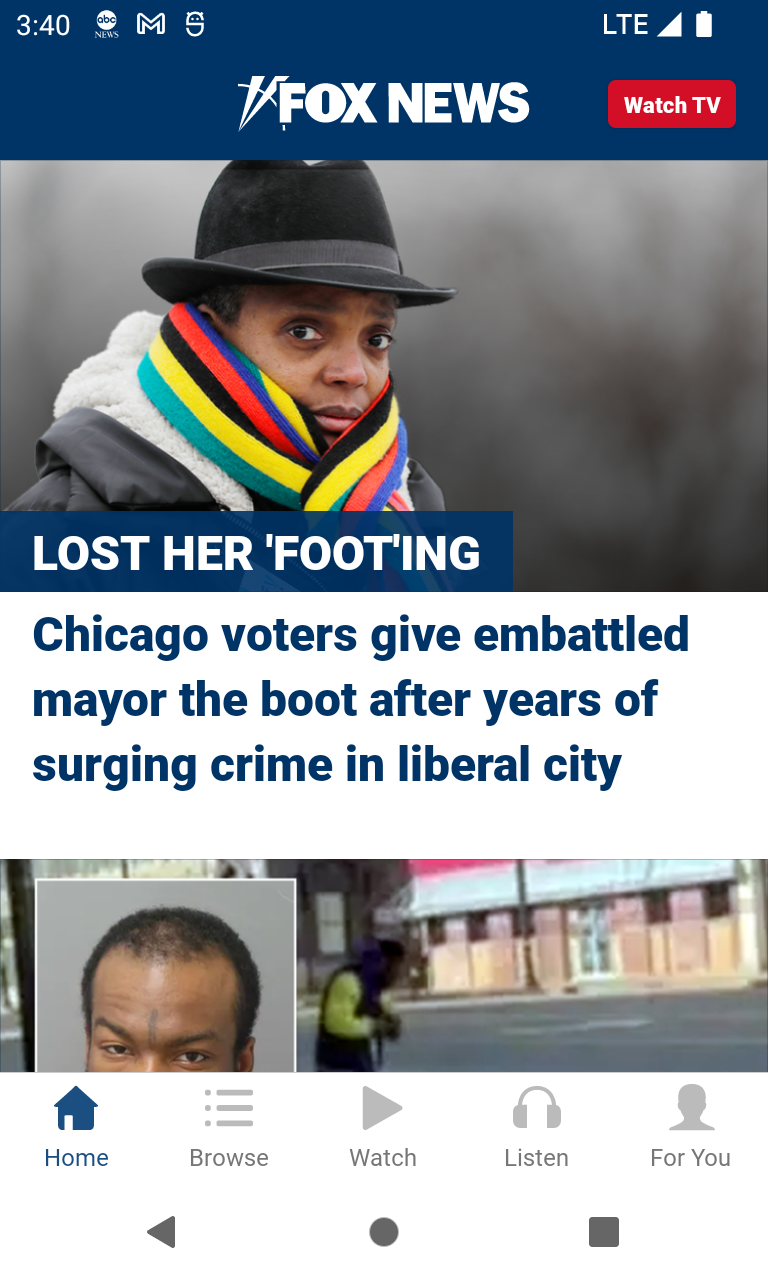 3:40
abc
NEWS
LTE
FOX NEWS
Watch TV
LOST HER 'FOOT'ING
Chicago voters give embattled
mayor the boot after years of
surging crime in liberal city
Home
Browse
Watch
Listen
For You